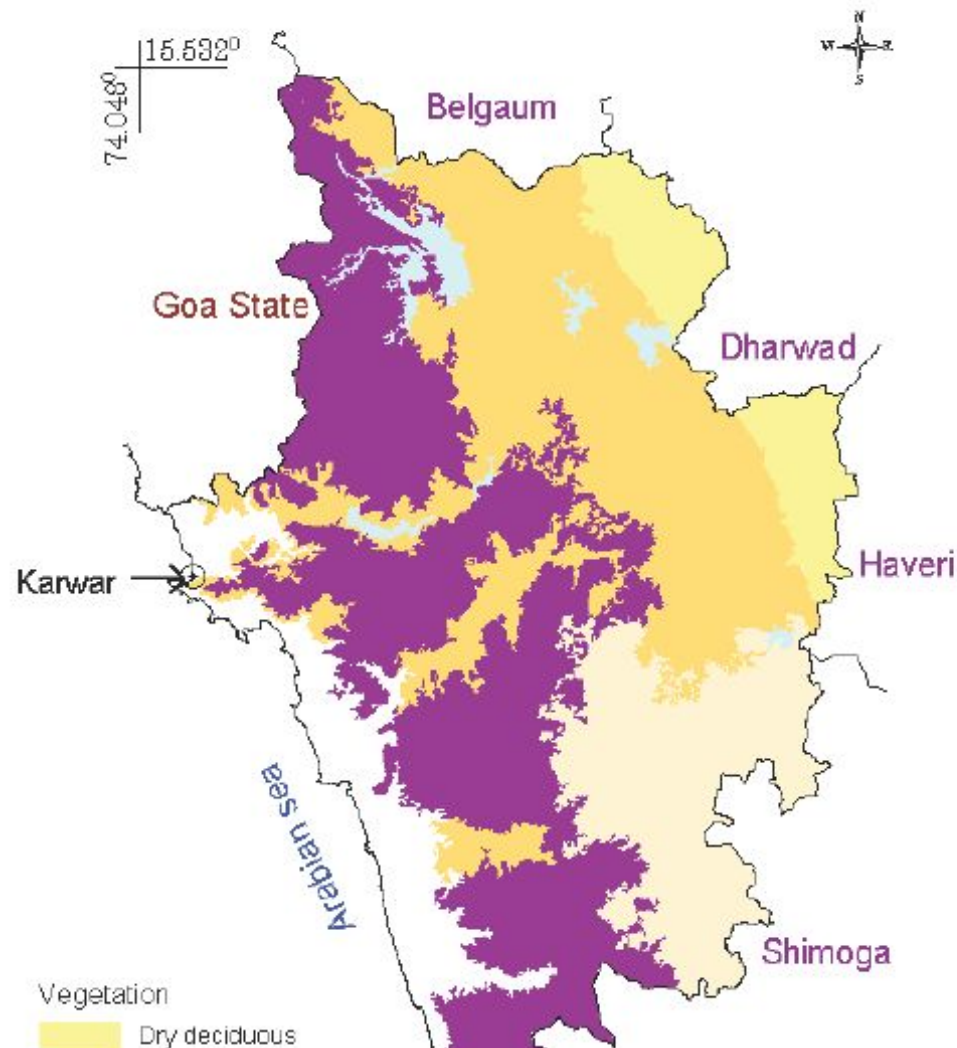 15.532⁰
74.048⁰
N
W E
S
Belgaum
Goa State
Dharwad
Karwar
Haveri
Arabian sea
Shimoga
Vegetation
Dry deciduous